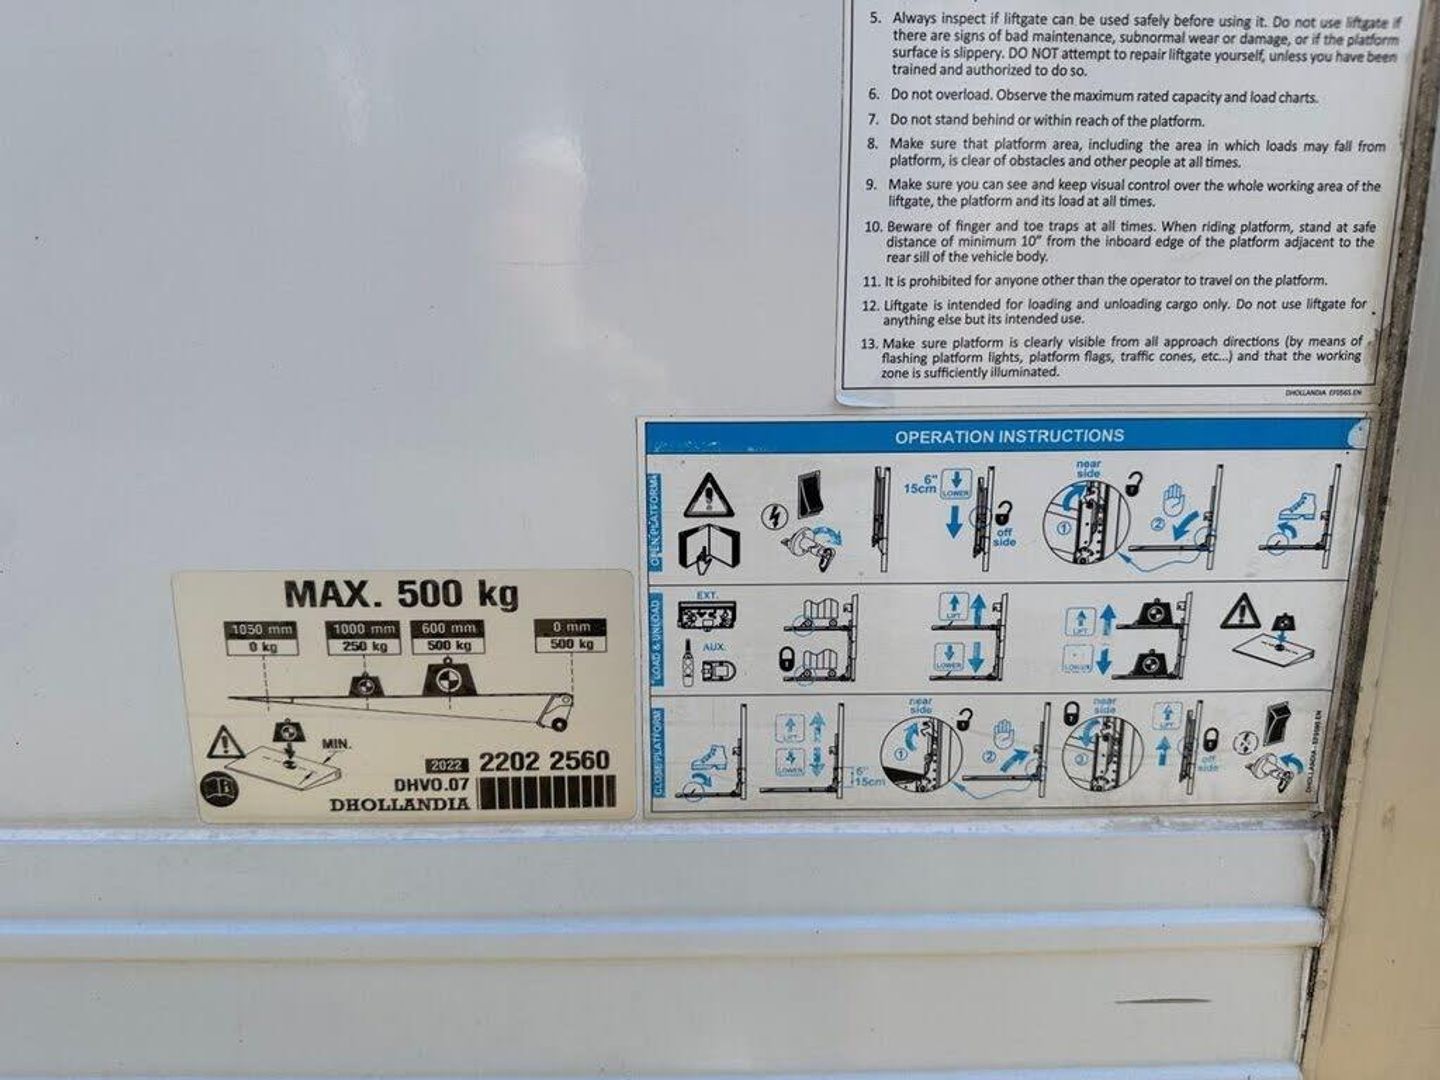 5. Always inspect if liftgate can be used safely before using it. Do not use liftgate if
there are signs of bad maintenance, subnormal wear or damage, or if the platform
surface is slippery. DO NOT attempt to repair liftgate yourself, unless you have been
trained and authorized to do so.
6. Do not overload. Observe the maximum rated capacity and load charts.
7. Do not stand behind or within reach of the platform.
8. Make sure that platform area, including the area in which loads may fall from
platform, is clear of obstacles and other people at all times.
9. Make sure you can see and keep visual control over the whole working area of the
liftgate, the platform and its load at all times.
10. Beware of finger and toe traps at all times. When riding platform, stand at safe
distance of minimum 10" from the inboard edge of the platform adjacent to the
rear sill of the vehicle body.
11. It is prohibited for anyone other than the operator to travel on the platform.
12. Liftgate is intended for loading and unloading cargo only. Do not use liftgate for
anything else but its intended use.
13. Make sure platform is clearly visible from all approach directions (by means of
flashing platform lights, platform flags, traffic cones, etc...) and that the working
zone is sufficiently illuminated.
DHOLLANDIA EF0565.EN
OPERATION INSTRUCTIONS
OPEN PLATFORM
6"
15cm
LOWER
off
side
near
side
1
2
LOAD & UNLOAD
EXT.
AUX.
LIFT
LOWER
LIFT
LOWER
CLOSE PLATFORM
LIFT
LOWER
6"
15cm
near
side
1
2
near
side
3
LIFT
off
side
MAX. 500 kg
1050 mm 1000 mm 600 mm 0 mm
0 kg 250 kg 500 kg 500 kg
MIN.
2022 2202 2560
DHV0.07
DHOLLANDIA